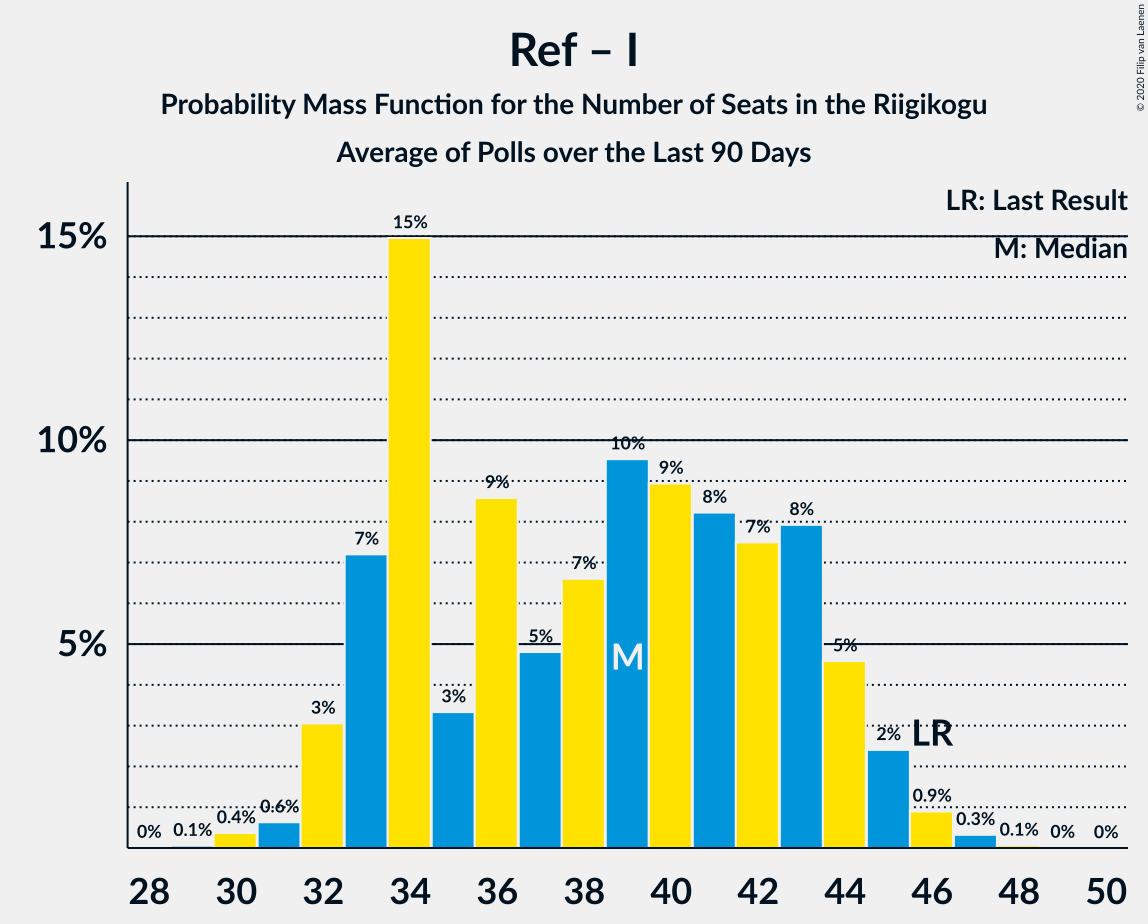 Ref – I
Probability Mass Function for the Number of Seats in the Riigikogu
Average of Polls over the Last 90 Days
© 2020 Filip van Laenen
LR: Last Result
M: Median
15%
10%
5%
0% 0.1% 0.4% 0.6% 3% 7% 15% 3% 9% 5% 7% 10% 9% 8% 7% 8% 5% 2% 0.9% 0.3% 0.1% 0% 0%
M
LR
28 30 32 34 36 38 40 42 44 46 48 50